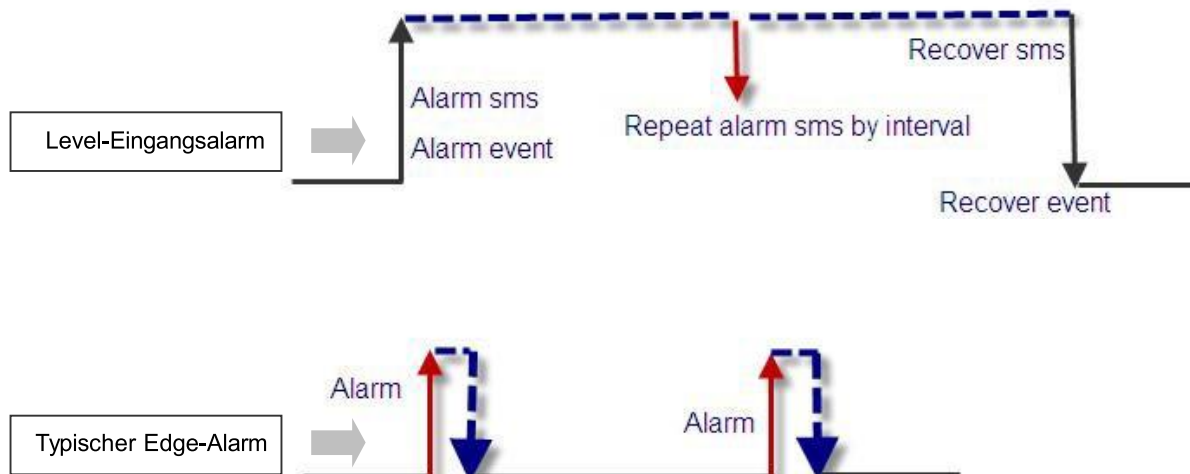 Recover sms
Alarm sms
Level-Eingangsalarm
Repeat alarm sms by interval
Alarm event
Recover event
Alarm
Alarm
Typischer Edge-Alarm